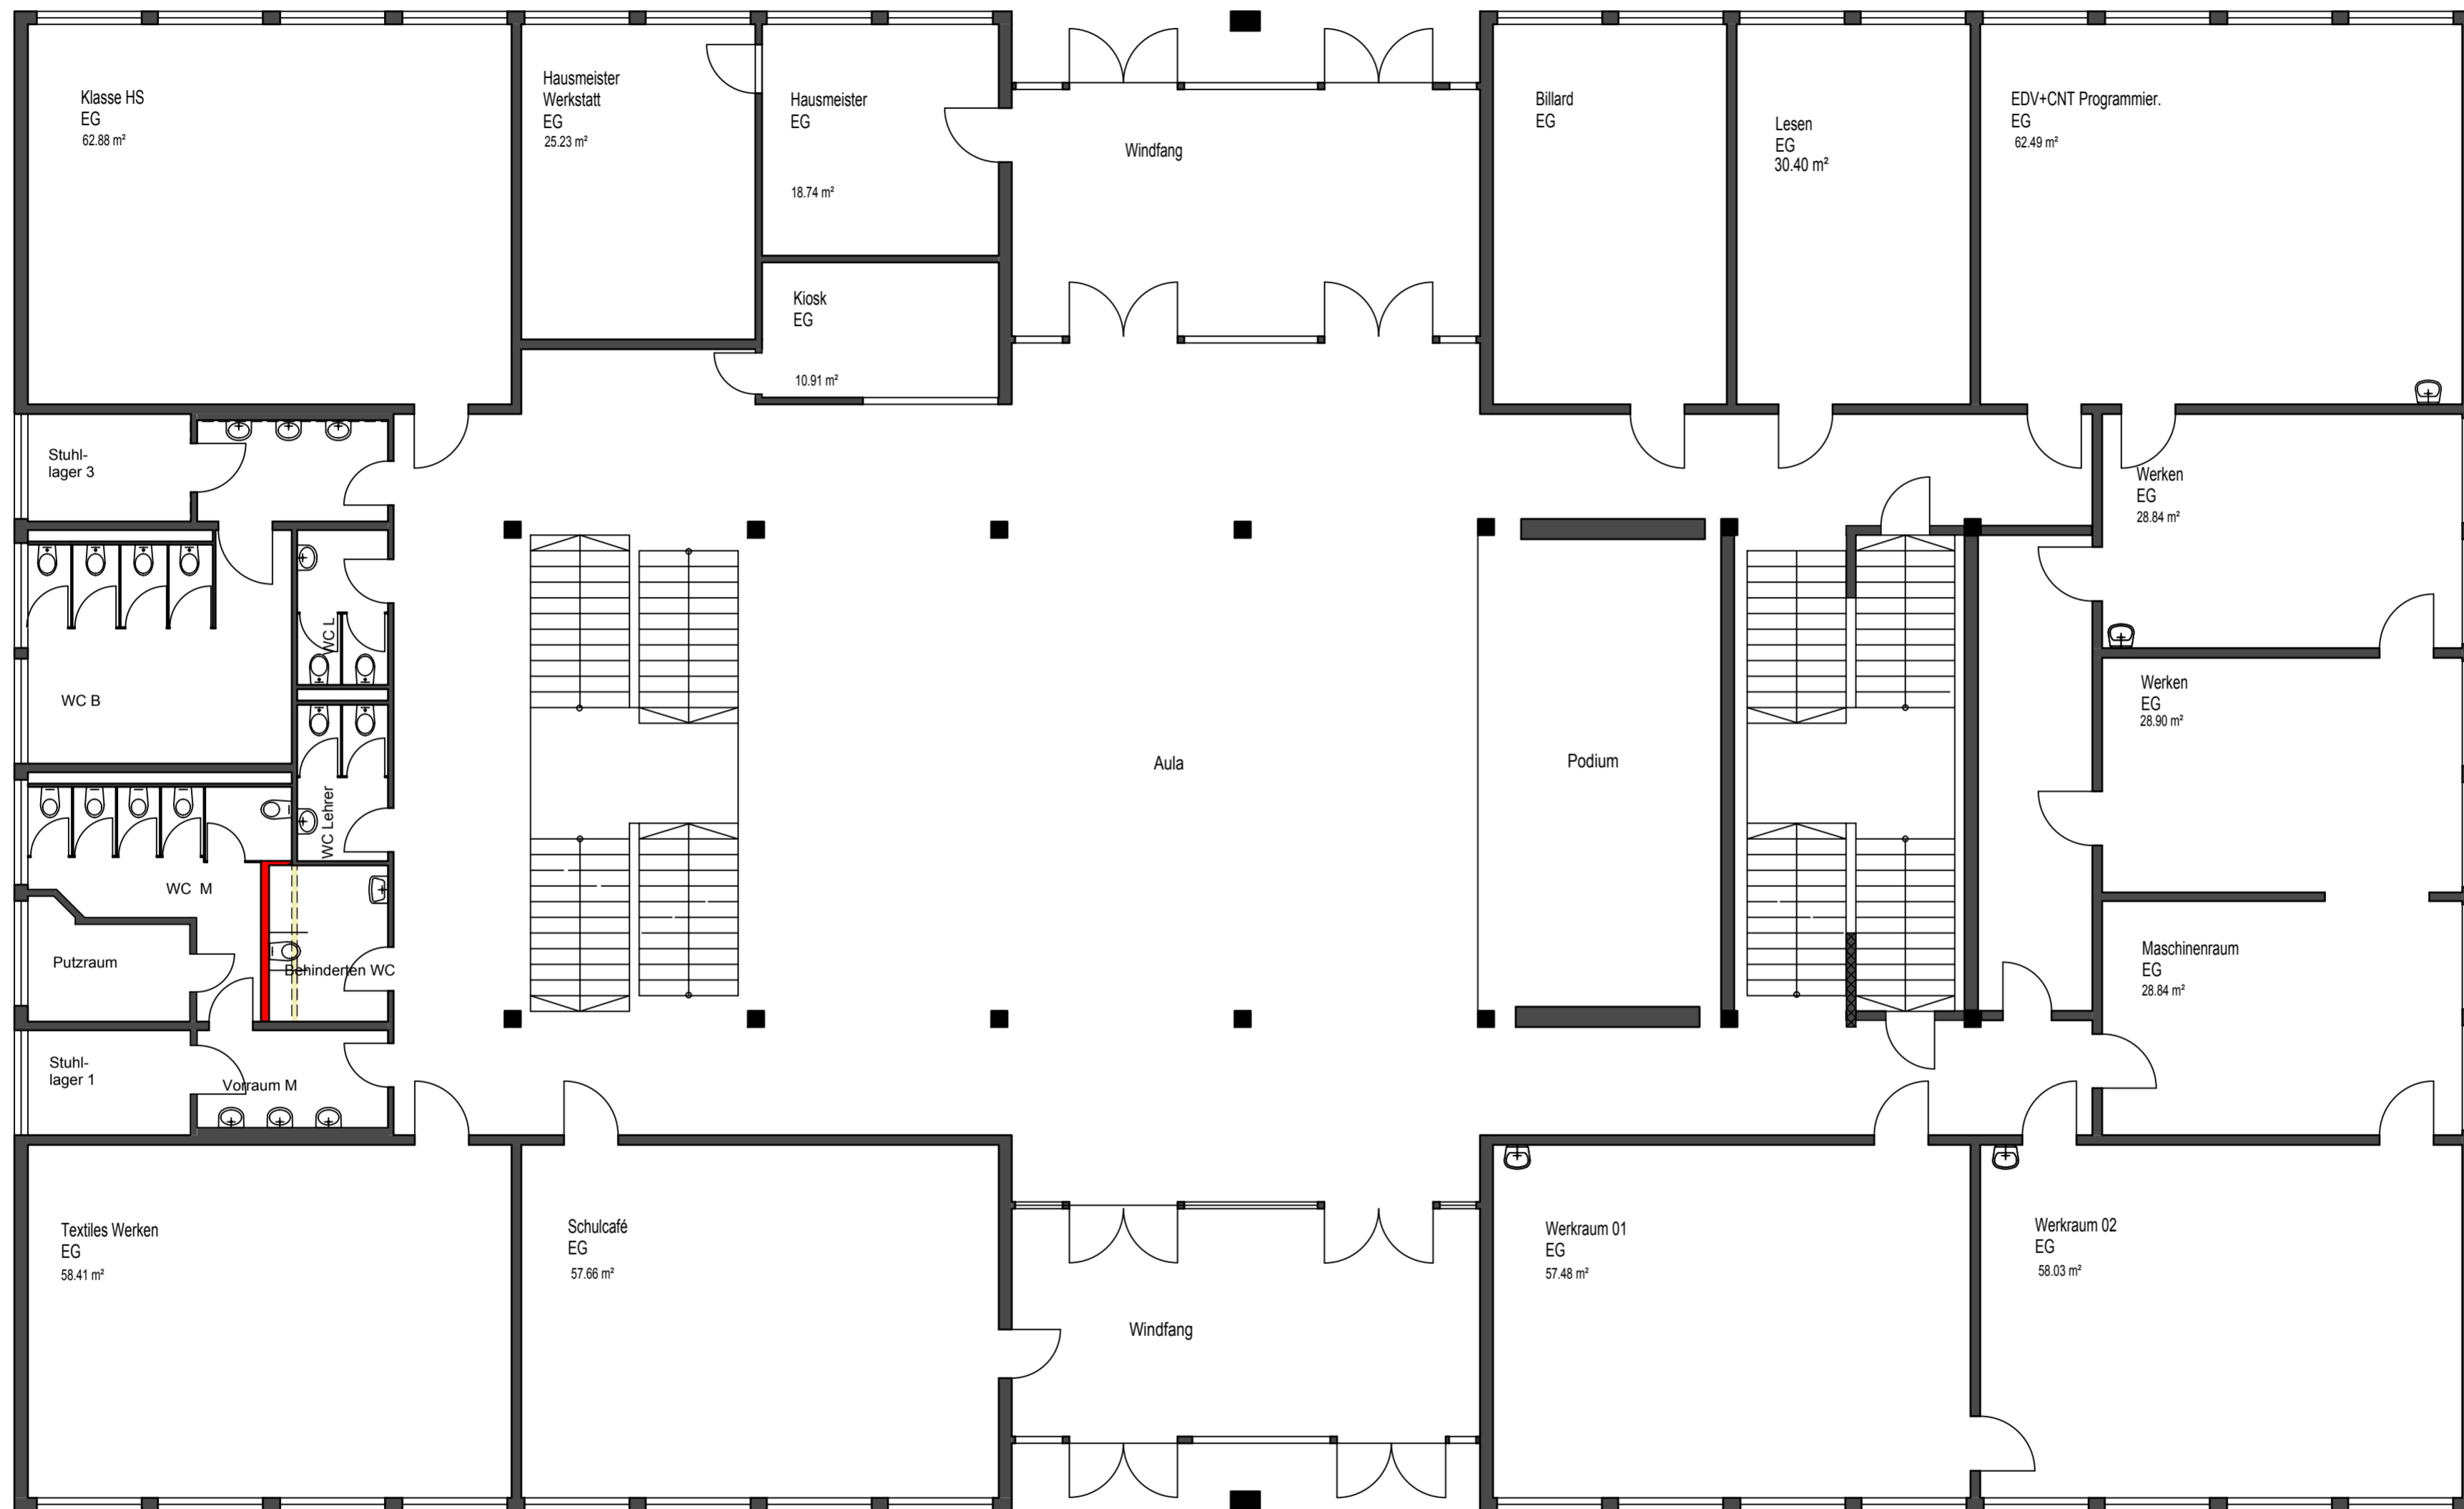 Klasse HS
EG
62.88 m²
Hausmeister
Werkstatt
EG
25.23 m²
Hausmeister
EG
18.74 m²
Kiosk
EG
10.91 m²
Windfang
Billard
EG
Lesen
EG
30.40 m²
EDV+CNT Programmier.
EG
62.49 m²
Stuhl-
lager 3
WC L
WC B
WC Lehrer
WC M
Putzraum
Behinderten WC
Stuhl-
lager 1
Vorraum M
Aula
Podium
Werken
EG
28.84 m²
Werken
EG
28.90 m²
Maschinenraum
EG
28.84 m²
Textiles Werken
EG
58.41 m²
Schulcafé
EG
57.66 m²
Windfang
Werkraum 01
EG
57.48 m²
Werkraum 02
EG
58.03 m²